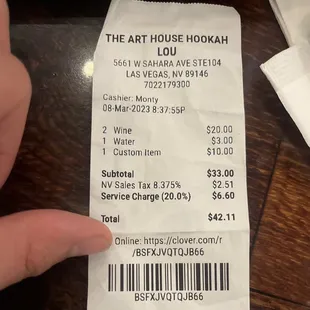 THE ART HOUSE HOOKAH
LOU
5661 W SAHARA AVE STE104
LAS VEGAS, NV 89146
7022179300
Cashier: Monty
08-Mar-2023 8:37:55P
2 Wine $20.00
1 Water $3.00
1 Custom Item $10.00
Subtotal $33.00
NV Sales Tax 8.375% $2.51
Service Charge (20.0%) $6.60
Total $42.11
Online: https://clover.com/r
/BSFXJVQTQJB66
BSFXJVQTQJB66